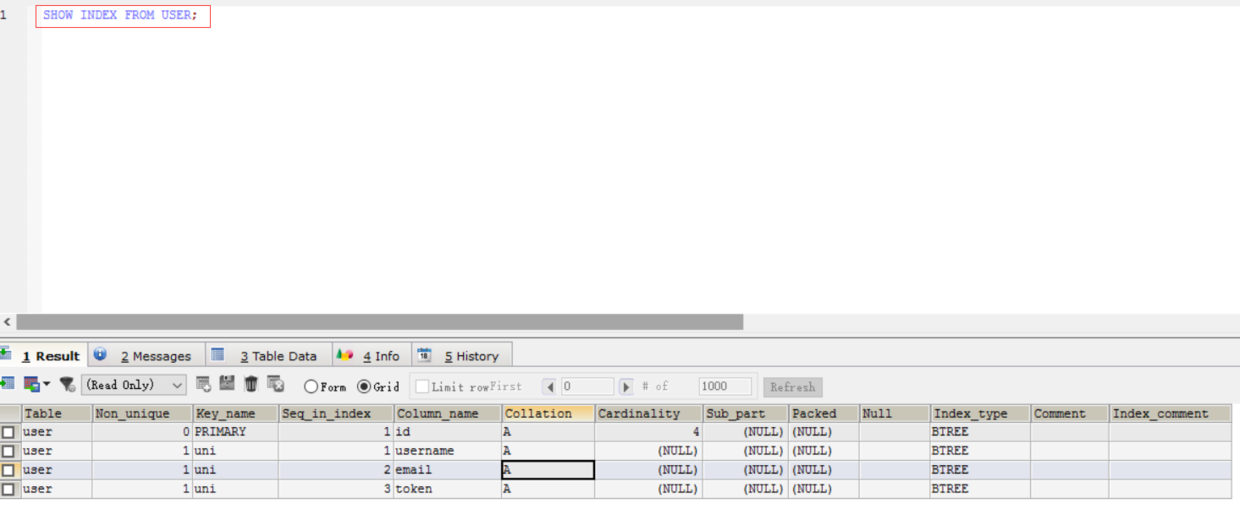 1 SHOW INDEX FROM USER;
1 Result 2 Messages 3 Table Data 4 Info 5 History
(Read Only) Form Grid Limit rowFirst 0 # of 1000 Refresh
Table Non_unique Key_name Seq_in_index Column_name Collation Cardinality Sub_part Packed Null Index_type Comment Index_comment
user 0 PRIMARY 1 id A 4 (NULL) (NULL) BTREE
user 1 uni 1 username A (NULL) (NULL) (NULL) BTREE
user 1 uni 2 email A (NULL) (NULL) (NULL) BTREE
user 1 uni 3 token A (NULL) (NULL) (NULL) BTREE